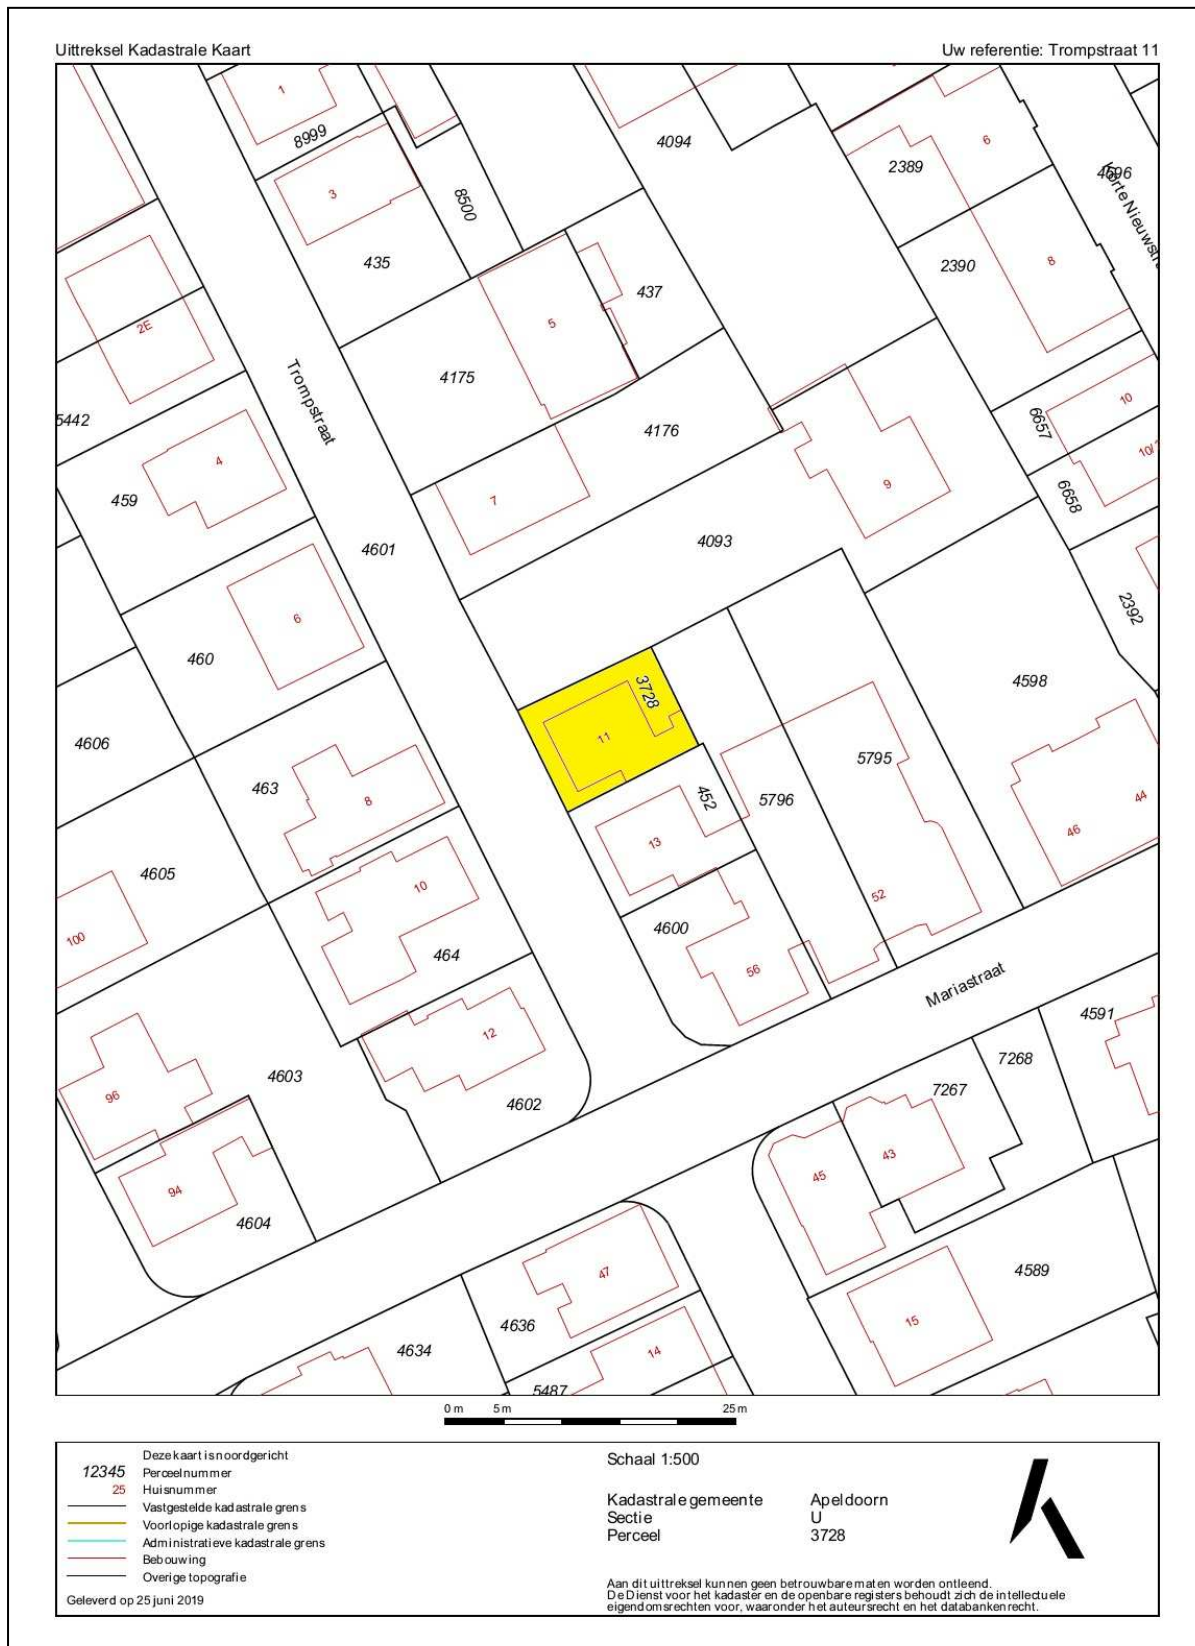 Uittreksel Kadastrale Kaart
Uw referentie: Trompstraat 11
1
8999
3
8500
435
4094
2389
6
4696
Korte Nieuwstra
2390
8
437
5
2E
Trompstraat
4175
5442
4
459
4176
7
9
6657
10
10/
6658
4601
4093
6
460
2392
4598
3728
11
4606
463
8
452
5796
5795
44
46
13
4605
10
52
100
464
4600
56
Mariastraat
12
4591
7268
4603
96
4602
7267
43
45
94
4604
47
4589
4636
15
14
4634
5487
0 m 5 m 25 m
Deze kaart is noordgericht
12345 Perceelnummer
25 Huisnummer
Vastgestelde kadastrale grens
Voorlopige kadastrale grens
Administratieve kadastrale grens
Bebouwing
Overige topografie
Geleverd op 25 juni 2019
Schaal 1:500
Kadastrale gemeente Apeldoorn
Sectie U
Perceel 3728
Aan dit uittreksel kunnen geen betrouwbare maten worden ontleend.
De Dienst voor het kadaster en de openbare registers behoudt zich de intellectuele
eigendomsrechten voor, waaronder het auteursrecht en het databankenrecht.